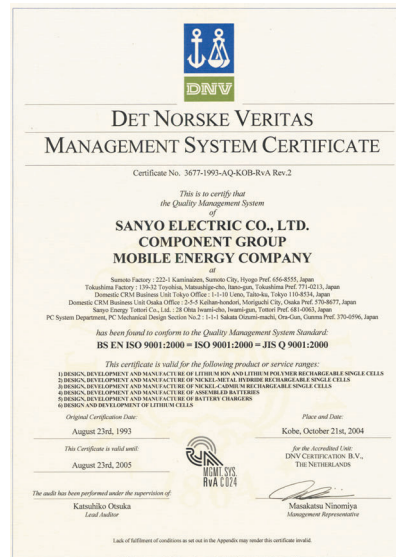 DNV
DET NORSKE VERITAS
MANAGEMENT SYSTEM CERTIFICATE
Certificate No. 3677-1993-AQ-KOB-RvA Rev.2
This is to certify that
the Quality Management System
of
SANYO ELECTRIC CO., LTD.
COMPONENT GROUP
MOBILE ENERGY COMPANY
at
Sumoto Factory : 222-1 Kaminaizen, Sumoto City, Hyogo Pref. 656-8555, Japan
Tokushima Factory : 139-32 Toyohisa, Matsushige-cho, Itano-gun, Tokushima Pref. 771-0213, Japan
Domestic CRM Business Unit Tokyo Office : 1-1-10 Ueno, Taito-ku, Tokyo 110-8534, Japan
Domestic CRM Business Unit Osaka Office : 2-5-5 Keihan-hondori, Moriguchi City, Osaka Pref. 570-8677, Japan
Sanyo Energy Tottori Co., Ltd. : 28 Ohta Iwami-cho, Iwami-gun, Tottori Pref. 681-0063, Japan
PC System Department, PC Mechanical Design Section No.2 : 1-1-1 Sakata Oizumi-machi, Ora-Gun, Gunma Pref. 370-0596, Japan
has been found to conform to the Quality Management System Standard:
BS EN ISO 9001:2000 = ISO 9001:2000 = JIS Q 9001:2000
This certificate is valid for the following product or service ranges:
1) DESIGN, DEVELOPMENT AND MANUFACTURE OF LITHIUM ION AND LITHIUM POLYMER RECHARGEABLE SINGLE CELLS
2) DESIGN, DEVELOPMENT AND MANUFACTURE OF NICKEL-METAL HYDRIDE RECHARGEABLE SINGLE CELLS
3) DESIGN, DEVELOPMENT AND MANUFACTURE OF NICKEL-CADMIUM RECHARGEABLE SINGLE CELLS
4) DESIGN, DEVELOPMENT AND MANUFACTURE OF ASSEMBLED BATTERIES
5) DESIGN, DEVELOPMENT AND MANUFACTURE OF BATTERY CHARGERS
6) DESIGN AND DEVELOPMENT OF LITHIUM CELLS
Original Certification Date:
August 23rd, 1993
Place and Date:
Kobe, October 21st, 2004
This Certificate is valid until:
August 23rd, 2005
for the Accredited Unit:
DNV CERTIFICATION B.V.,
THE NETHERLANDS
MGMT. SYS.
RvA C 024
The audit has been performed under the supervision of
Katsuhiko Otsuka
Lead Auditor
Masakatsu Ninomiya
Management Representative
Lack of fulfilment of conditions as set out in the Appendix may render this certificate invalid.